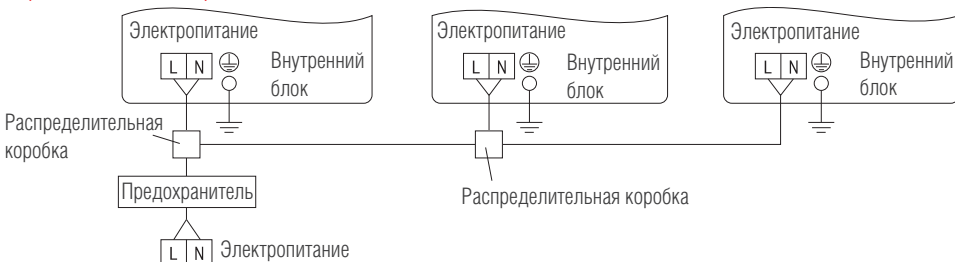 Электропитание
L N
Внутренний
блок
Электропитание
L N
Внутренний
блок
Электропитание
L N
Внутренний
блок
Распределительная
коробка
Распределительная коробка
Предохранитель
L N
Электропитание